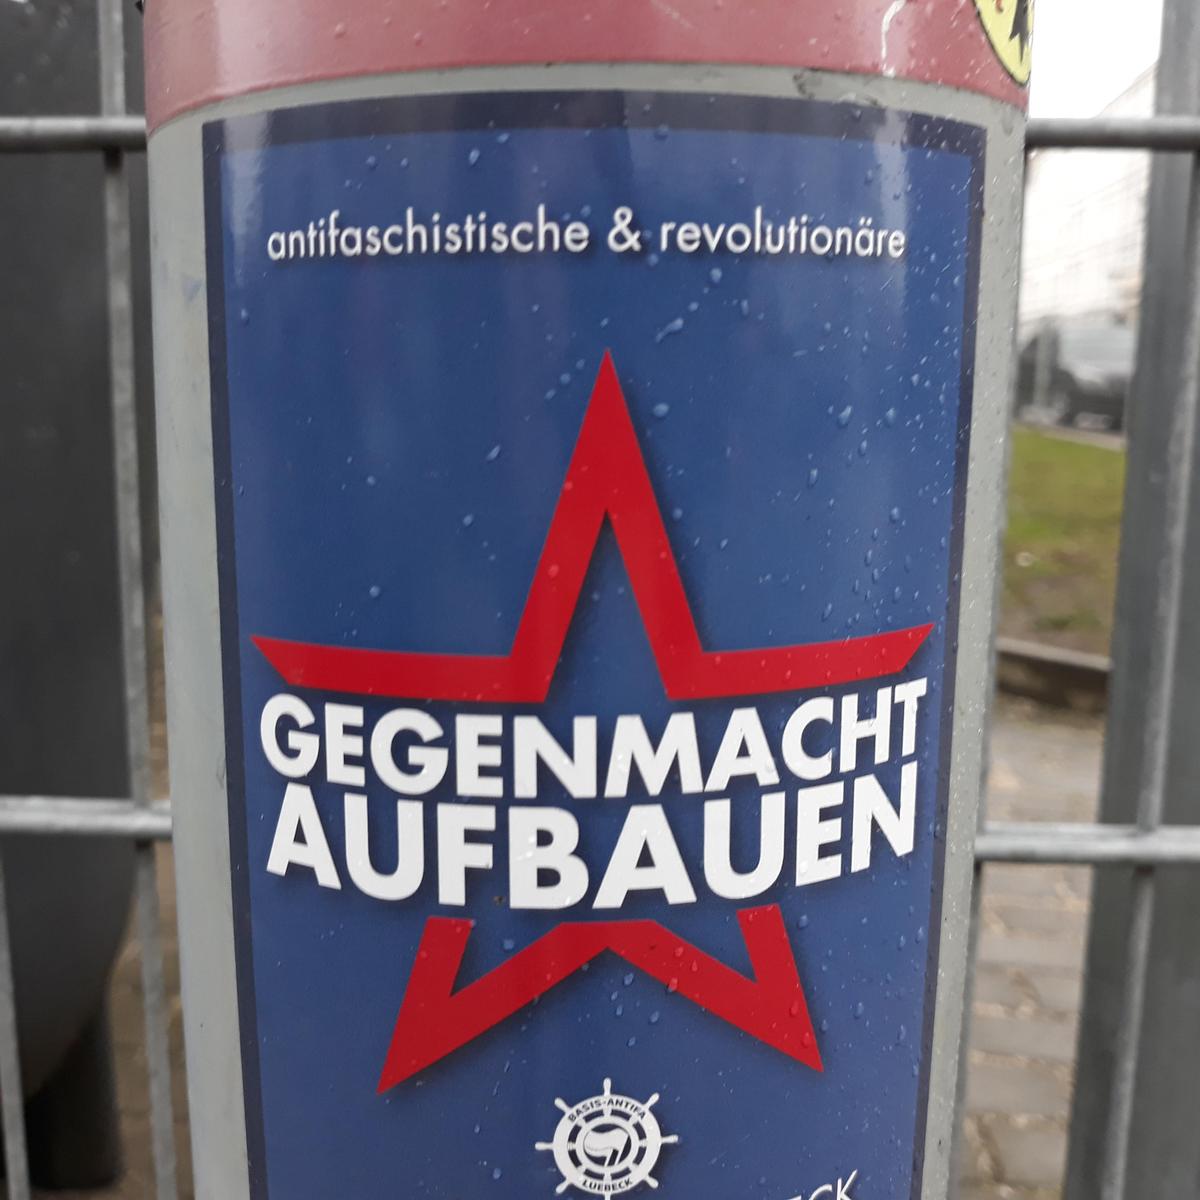 antifaschistische & revolutionäre
GEGENMACHT
AUFBAUEN
BASIS-ANTIFA
LUEBECK